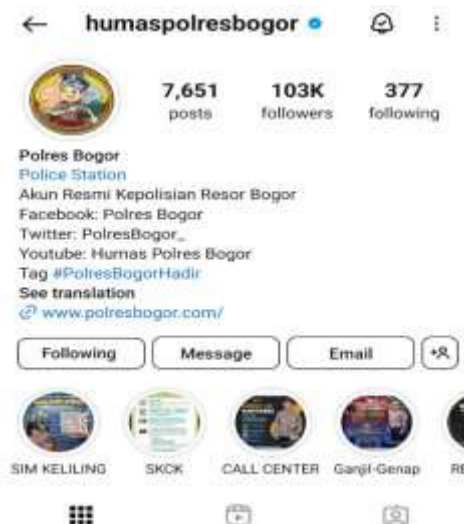 humaspolresbogor
7,651 103K 377
posts followers following
Polres Bogor
Police Station
Akun Resmi Kepolisian Resor Bogor
Facebook: Polres Bogor
Twitter: PolresBogor_
Youtube: Humas Polres Bogor
Tag #PolresBogorHadir
See translation
www.polresbogor.com/
Following Message Email
SIM KELILING SKCK CALL CENTER Ganjil-Genap RE